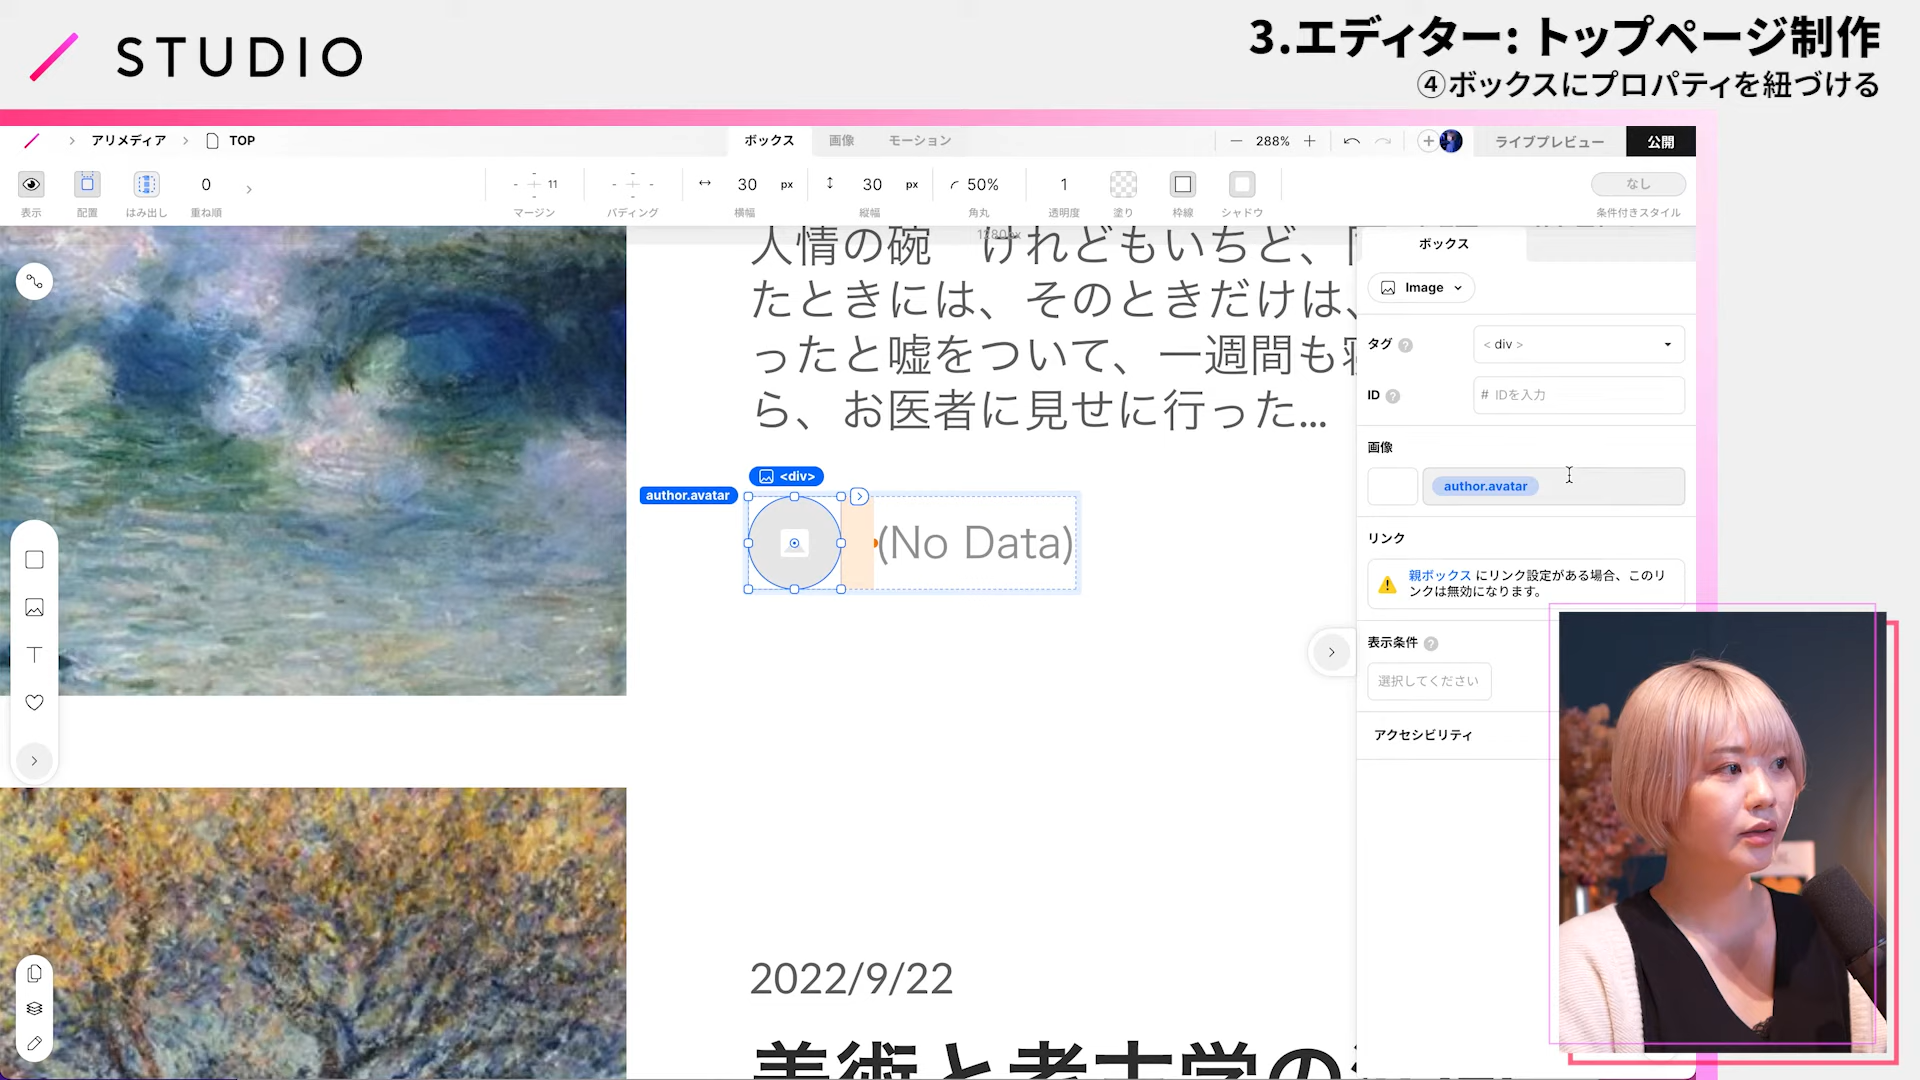 STUDIO
3.エディター: トップページ制作
④ボックスにプロパティを紐づける
アリメディア
TOP
ボックス
画像
モーション
288%
ライブプレビュー
公開
0
11
30 px
30 px
50%
1
なし
表示
配置
はみ出し
重ね順
マージン
パディング
横幅
縦幅
角丸
透明度
塗り
枠線
シャドウ
条件付きスタイル
1280px
人情の碗 けれどもいちど、
たときには、そのときだけは、
ったと嘘をついて、一週間も
ら、お医者に見せに行った...
<div>
author.avatar
(No Data)
2022/9/22
美術と考古学の
ボックス
Image
タグ ?
< div >
ID ?
# IDを入力
画像
author.avatar
リンク
親ボックス にリンク設定がある場合、このリ
ンクは無効になります。
表示条件 ?
選択してください
アクセシビリティ